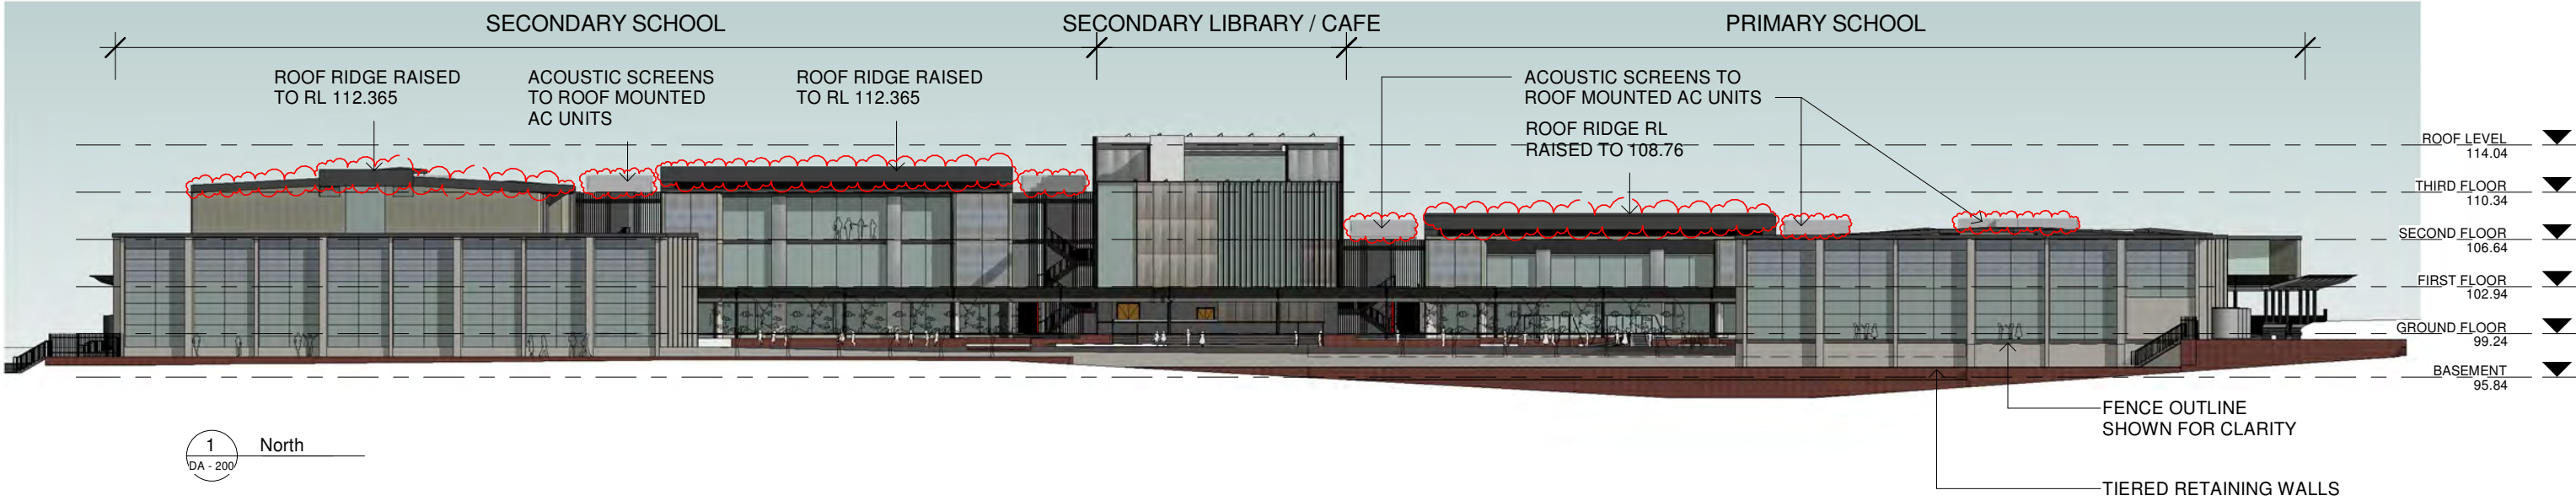 SECONDARY SCHOOL
SECONDARY LIBRARY / CAFE
PRIMARY SCHOOL
ROOF RIDGE RAISED
TO RL 112.365
ACOUSTIC SCREENS
TO ROOF MOUNTED
AC UNITS
ROOF RIDGE RAISED
TO RL 112.365
ACOUSTIC SCREENS TO
ROOF MOUNTED AC UNITS
ROOF RIDGE RL
RAISED TO 108.76
ROOF LEVEL
114.04
THIRD FLOOR
110.34
SECOND FLOOR
106.64
FIRST FLOOR
102.94
GROUND FLOOR
99.24
BASEMENT
95.84
FENCE OUTLINE
SHOWN FOR CLARITY
TIERED RETAINING WALLS
1
DA - 200
North